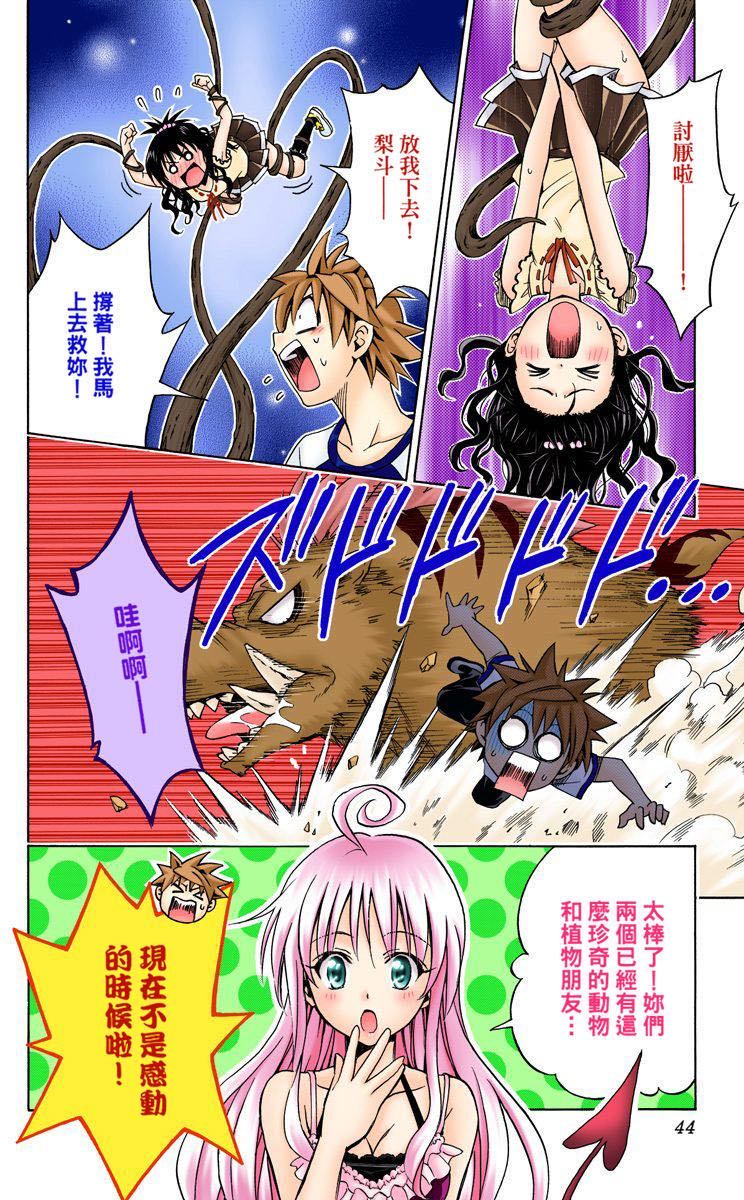 討厭啦——！
放我下去！
梨斗——
撐著！我馬
上去救妳！
ズドドドドド…
哇啊啊——
太棒了！妳們
兩個已經有這
麼珍奇的動物
和植物朋友…
現在不是感動
的時候啦！
44